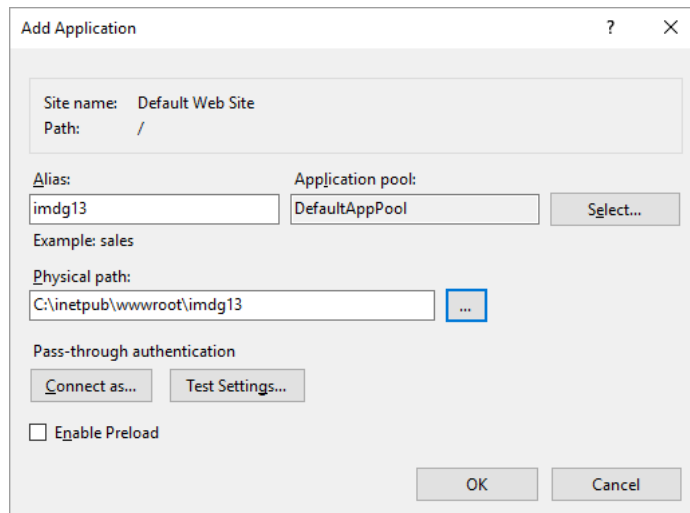 Add Application
?
Site name: Default Web Site
Path: /
Alias: Application pool:
imdg13 DefaultAppPool Select...
Example: sales
Physical path:
C:\inetpub\wwwroot\imdg13 ...
Pass-through authentication
Connect as... Test Settings...
Enable Preload
OK Cancel